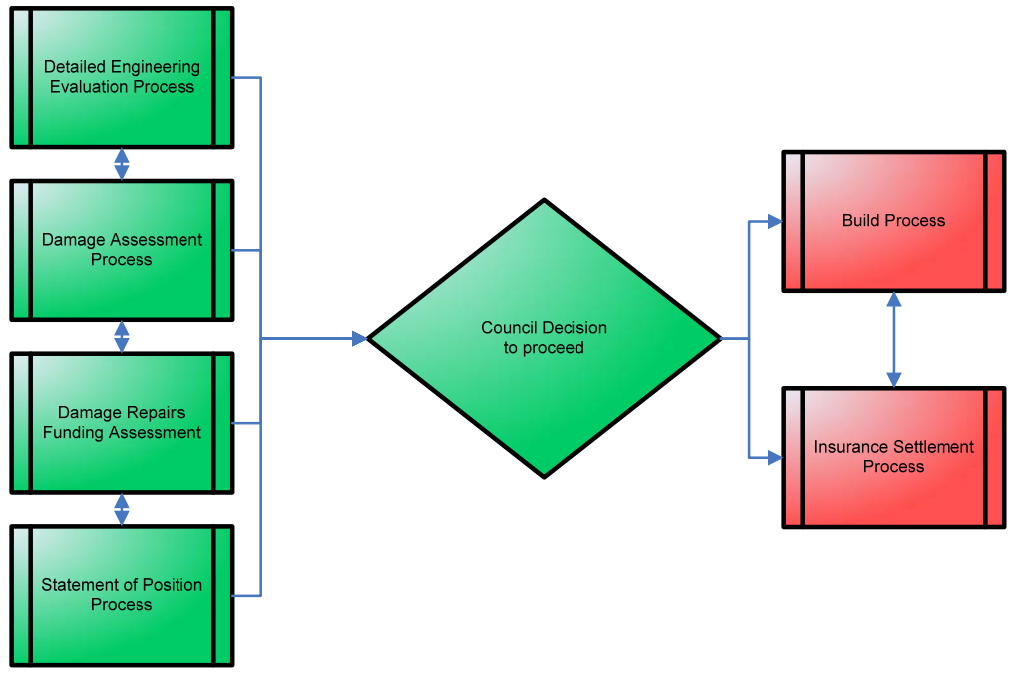 Detailed Engineering
Evaluation Process
Damage Assessment
Process
Damage Repairs
Funding Assessment
Statement of Position
Process
Council Decision
to proceed
Build Process
Insurance Settlement
Process